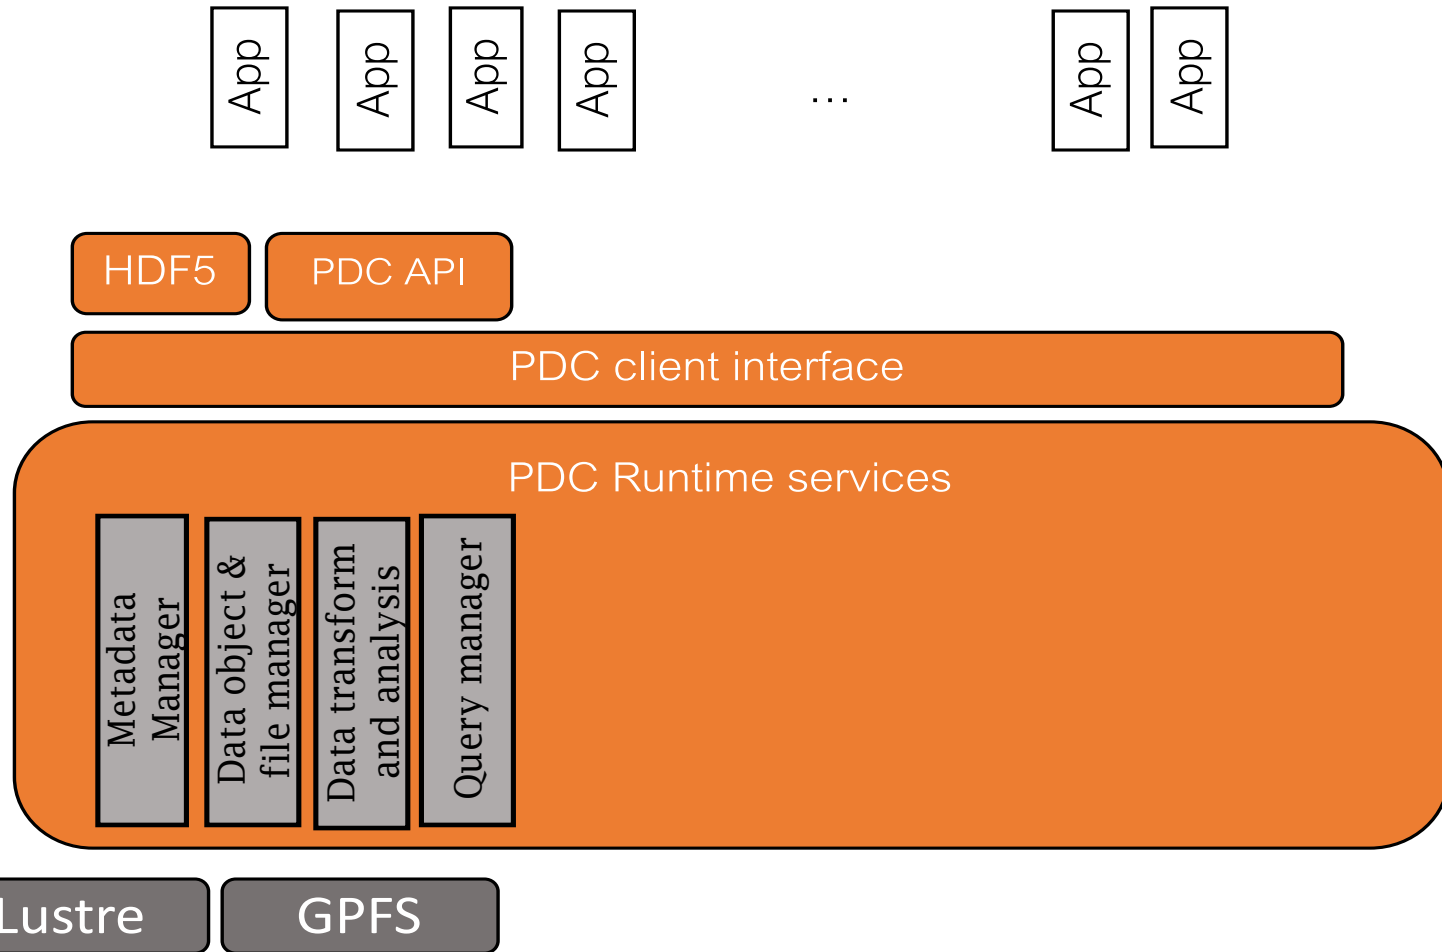 App
App
App
App
...
App
App
HDF5
PDC API
PDC client interface
PDC Runtime services
Metadata
Manager
Data object &
file manager
Data transform
and analysis
Query manager
Lustre
GPFS